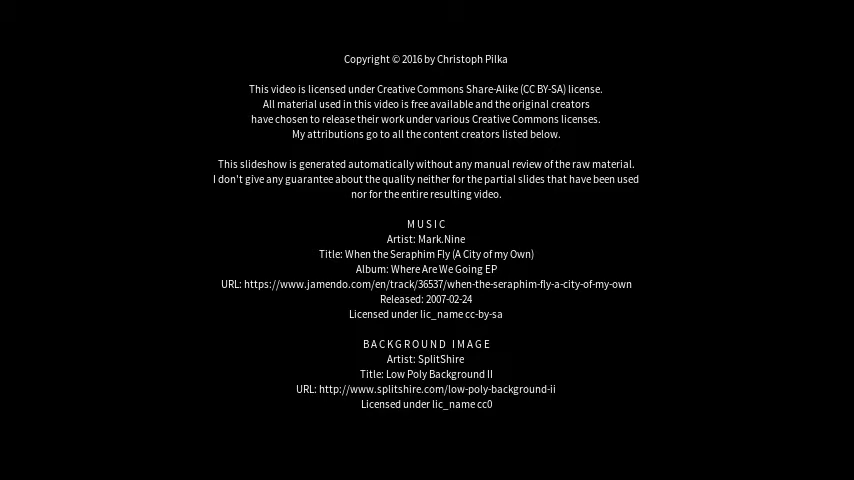 Copyright © 2016 by Christoph Pilka
This video is licensed under Creative Commons Share-Alike (CC BY-SA) license.
All material used in this video is free available and the original creators
have chosen to release their work under various Creative Commons licenses.
My attributions go to all the content creators listed below.
This slideshow is generated automatically without any manual review of the raw material.
I don't give any guarantee about the quality neither for the partial slides that have been used
nor for the entire resulting video.
MUSIC
Artist: Mark.Nine
Title: When the Seraphim Fly (A City of my Own)
Album: Where Are We Going EP
URL: https://www.jamendo.com/en/track/36537/when-the-seraphim-fly-a-city-of-my-own
Released: 2007-02-24
Licensed under lic_name cc-by-sa
BACKGROUND IMAGE
Artist: SplitShire
Title: Low Poly Background II
URL: http://www.splitshire.com/low-poly-background-ii
Licensed under lic_name cc0